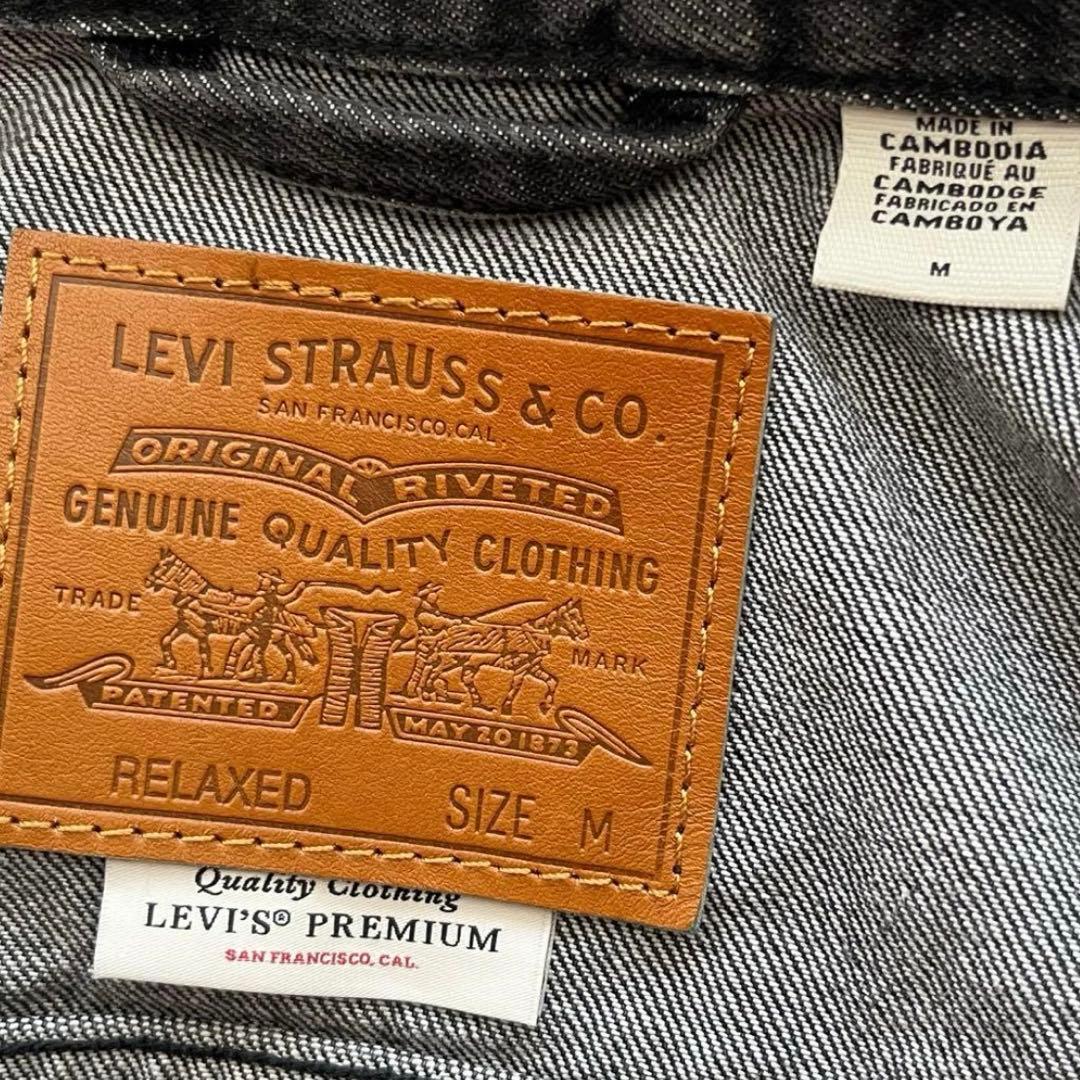 MADE IN
CAMBODIA
FABRIQUÉ AU
CAMBODGE
FABRICADO EN
CAMBOYA
M
LEVI STRAUSS & CO.
SAN FRANCISCO, CAL.
ORIGINAL RIVETED
GENUINE QUALITY CLOTHING
TRADE MARK
PATENTED MAY 20 1873
RELAXED SIZE M
Quality Clothing
LEVI'S® PREMIUM
SAN FRANCISCO, CAL.